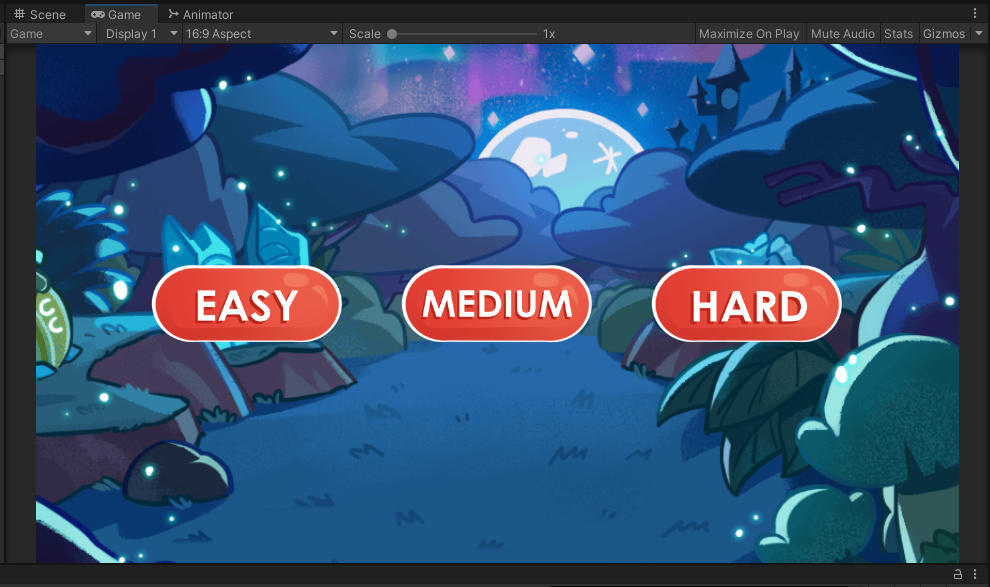 Scene Game Animator
Game Display 1 16:9 Aspect Scale 1x Maximize On Play Mute Audio Stats Gizmos
EASY MEDIUM HARD